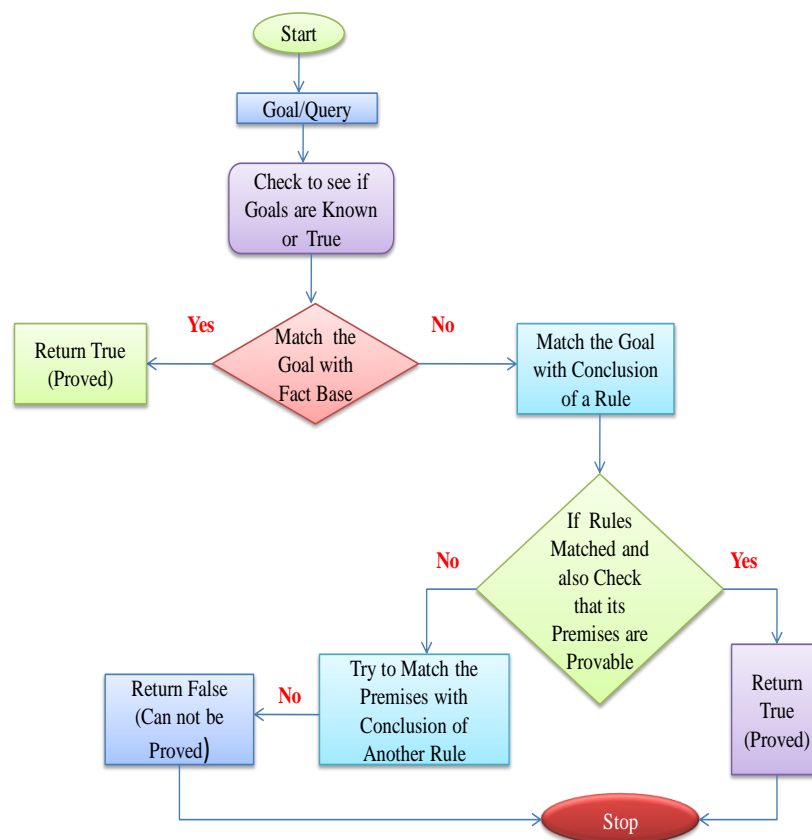 Start
Goal/Query
Check to see if
Goals are Known
or True
Yes
No
Return True
(Proved)
Match the
Goal with
Fact Base
Match the Goal
with Conclusion
of a Rule
If Rules
Matched and
also Check
that its
Premises are
Provable
No
Yes
Return False
(Can not be
Proved)
No
Try to Match the
Premises with
Conclusion of
Another Rule
Return
True
(Proved)
Stop